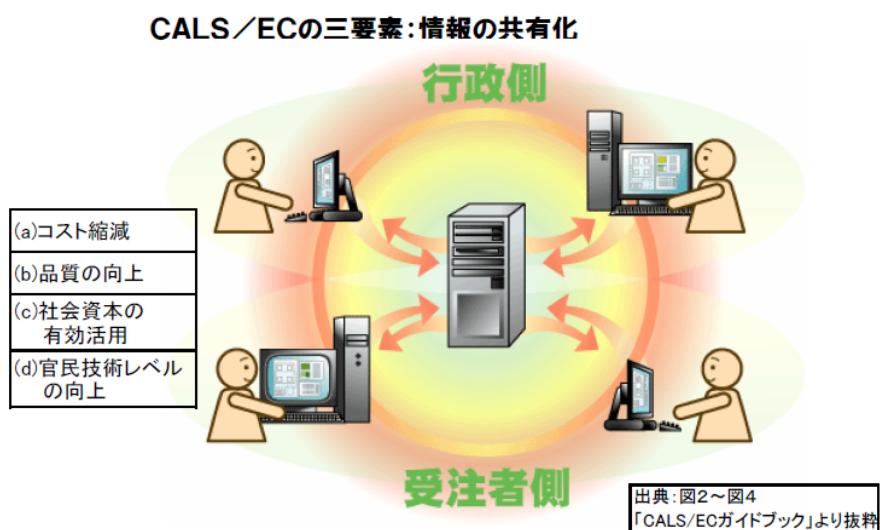 CALS／ECの三要素:情報の共有化
行政側
(a)コスト縮減
(b)品質の向上
(c)社会資本の
有効活用
(d)官民技術レベル
の向上
受注者側
出典:図2～図4
「CALS/ECガイドブック」より抜粋